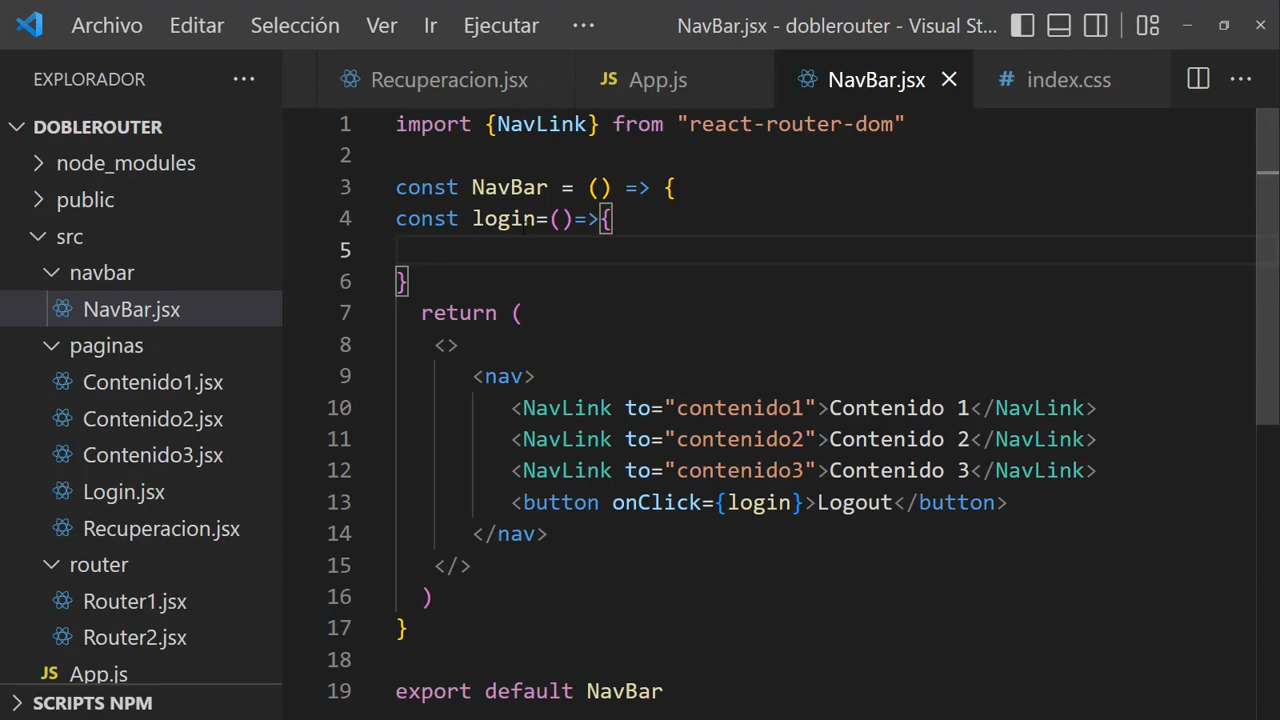 Archivo Editar Selección Ver Ir Ejecutar ··· NavBar.jsx - doblerouter - Visual St...
EXPLORADOR ···
Recuperacion.jsx JS App.js NavBar.jsx # index.css ···
DOBLEROUTER
node_modules
public
src
navbar
NavBar.jsx
paginas
Contenido1.jsx
Contenido2.jsx
Contenido3.jsx
Login.jsx
Recuperacion.jsx
router
Router1.jsx
Router2.jsx
JS App.js
SCRIPTS NPM
1 import {NavLink} from "react-router-dom"
2
3 const NavBar = () => {
4 const login=()=>{
5
6 }
7 return (
8 <>
9 <nav>
10 <NavLink to="contenido1">Contenido 1</NavLink>
11 <NavLink to="contenido2">Contenido 2</NavLink>
12 <NavLink to="contenido3">Contenido 3</NavLink>
13 <button onClick={login}>Logout</button>
14 </nav>
15 </>
16 )
17 }
18
19 export default NavBar